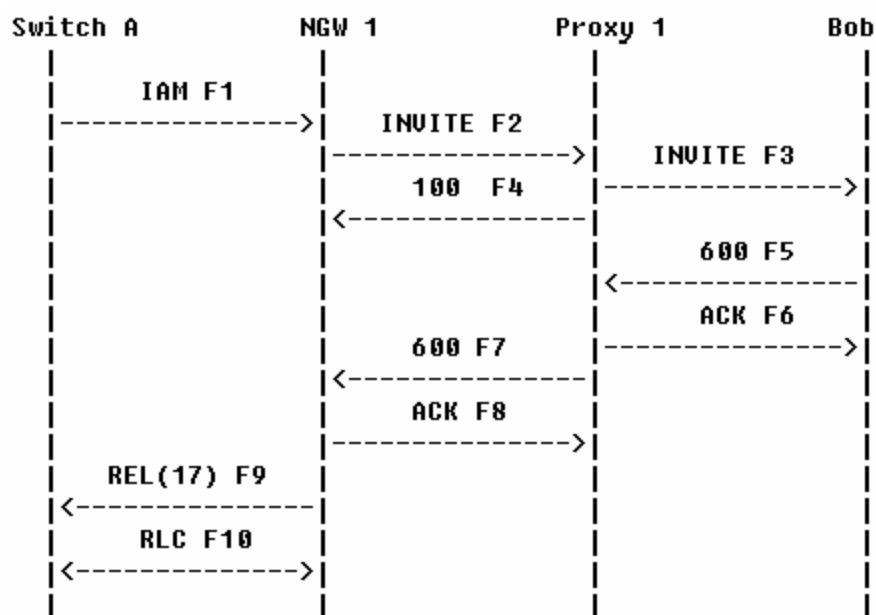 Switch A NGW 1 Proxy 1 Bob
IAM F1
INVITE F2
INVITE F3
100 F4
600 F5
ACK F6
600 F7
ACK F8
REL(17) F9
RLC F10